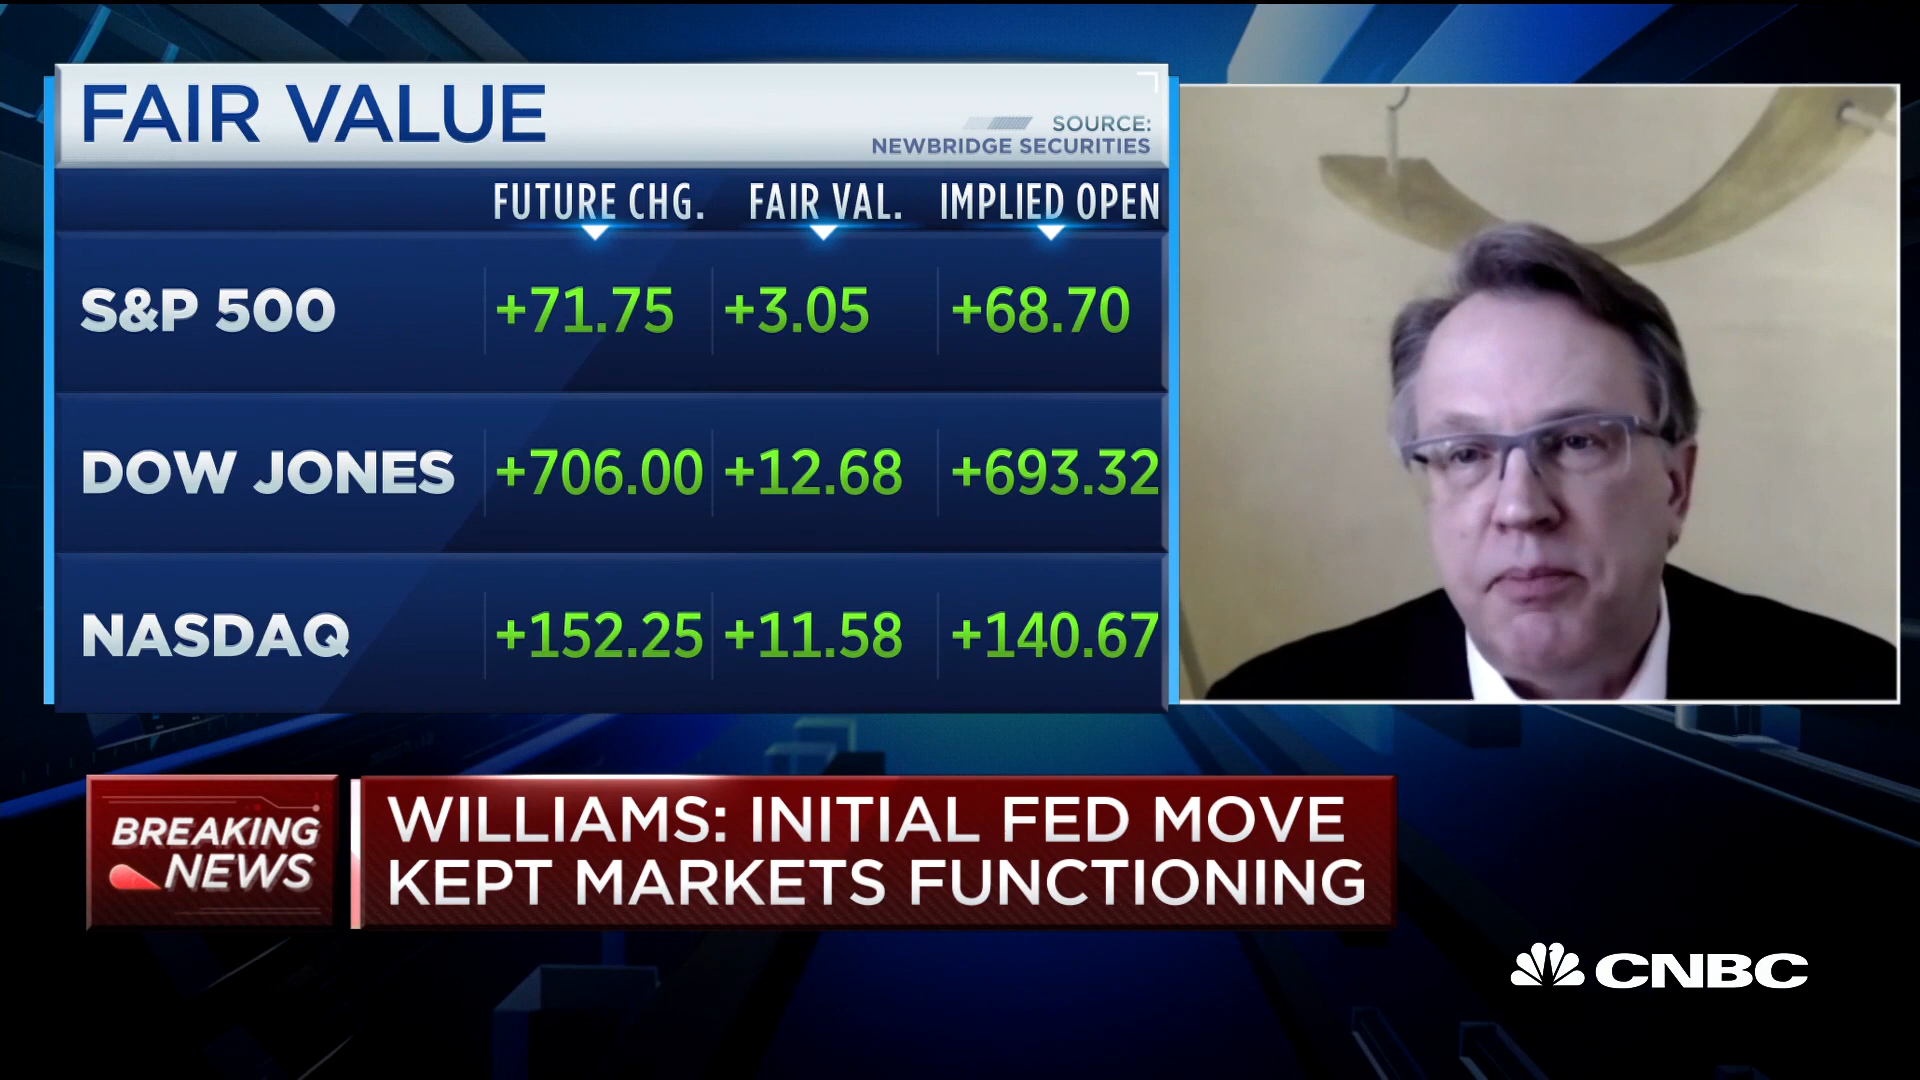 FAIR VALUE
SOURCE:
NEWBRIDGE SECURITIES
FUTURE CHG. FAIR VAL. IMPLIED OPEN
S&P 500 +71.75 +3.05 +68.70
DOW JONES +706.00 +12.68 +693.32
NASDAQ +152.25 +11.58 +140.67
BREAKING
NEWS
WILLIAMS: INITIAL FED MOVE
KEPT MARKETS FUNCTIONING
CNBC